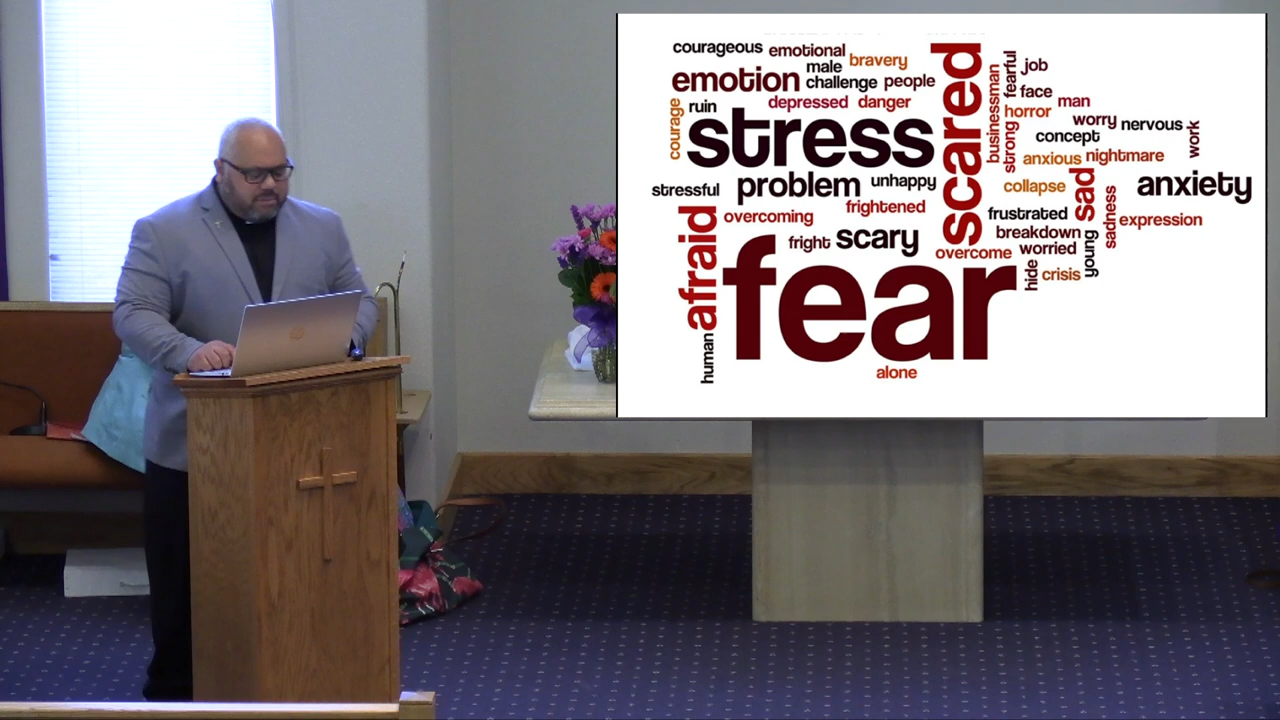 courageous emotional
male bravery
emotion challenge people
ruin depressed danger
courage
stress
scared
businessman
fearful
job
face
horror man
strong
worry nervous
concept
work
anxious nightmare
stressful problem unhappy
collapse sad anxiety
overcoming frightened
frustrated
sadness
expression
afraid
fright scary
breakdown
overcome worried
young
hide crisis
fear
human
alone